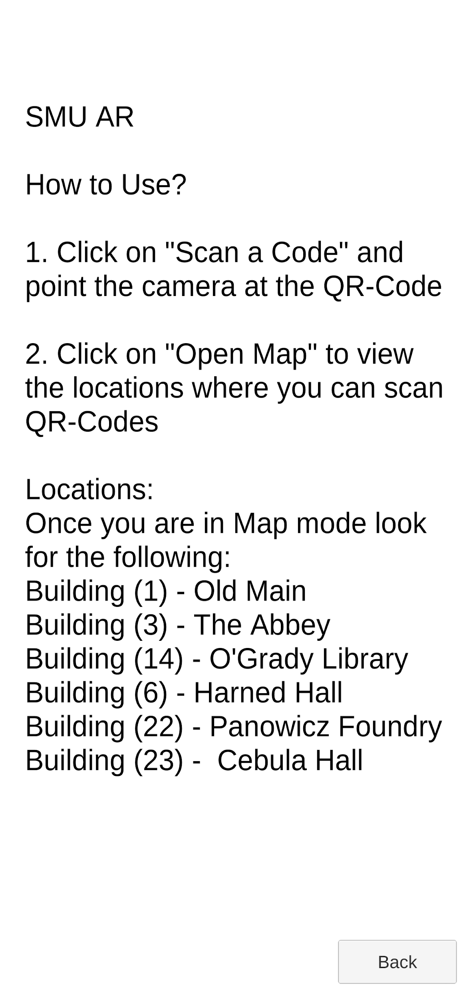 SMU AR
How to Use?
1. Click on "Scan a Code" and
point the camera at the QR-Code
2. Click on "Open Map" to view
the locations where you can scan
QR-Codes
Locations:
Once you are in Map mode look
for the following:
Building (1) - Old Main
Building (3) - The Abbey
Building (14) - O'Grady Library
Building (6) - Harned Hall
Building (22) - Panowicz Foundry
Building (23) -  Cebula Hall
Back